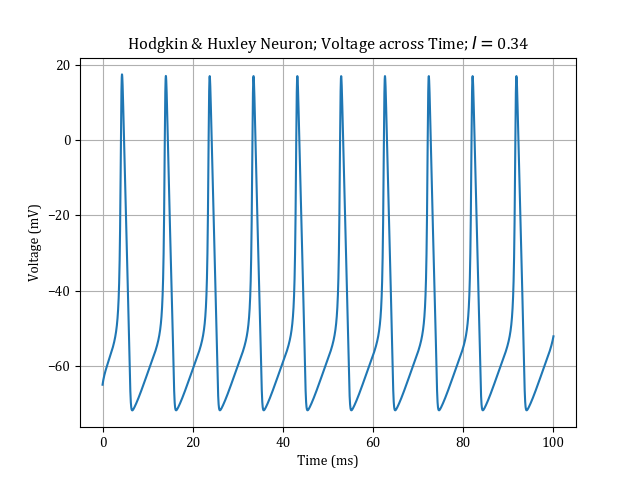 Hodgkin & Huxley Neuron; Voltage across Time; I = 0.34
20
0
−20
−40
−60
Voltage (mV)
0 20 40 60 80 100
Time (ms)